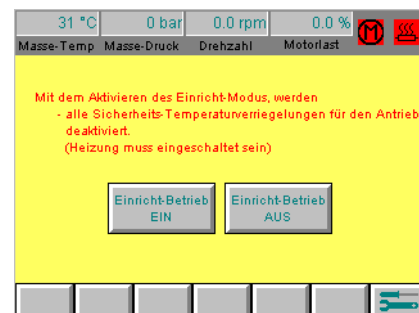 31 °C 0 bar 0.0 rpm 0.0 %
Masse-Temp Masse-Druck Drehzahl Motorlast
M
Mit dem Aktivieren des Einricht-Modus, werden
- alle Sicherheits-Temperaturverriegelungen für den Antrieb
deaktiviert.
(Heizung muss eingeschaltet sein)
Einricht-Betrieb
EIN
Einricht-Betrieb
AUS